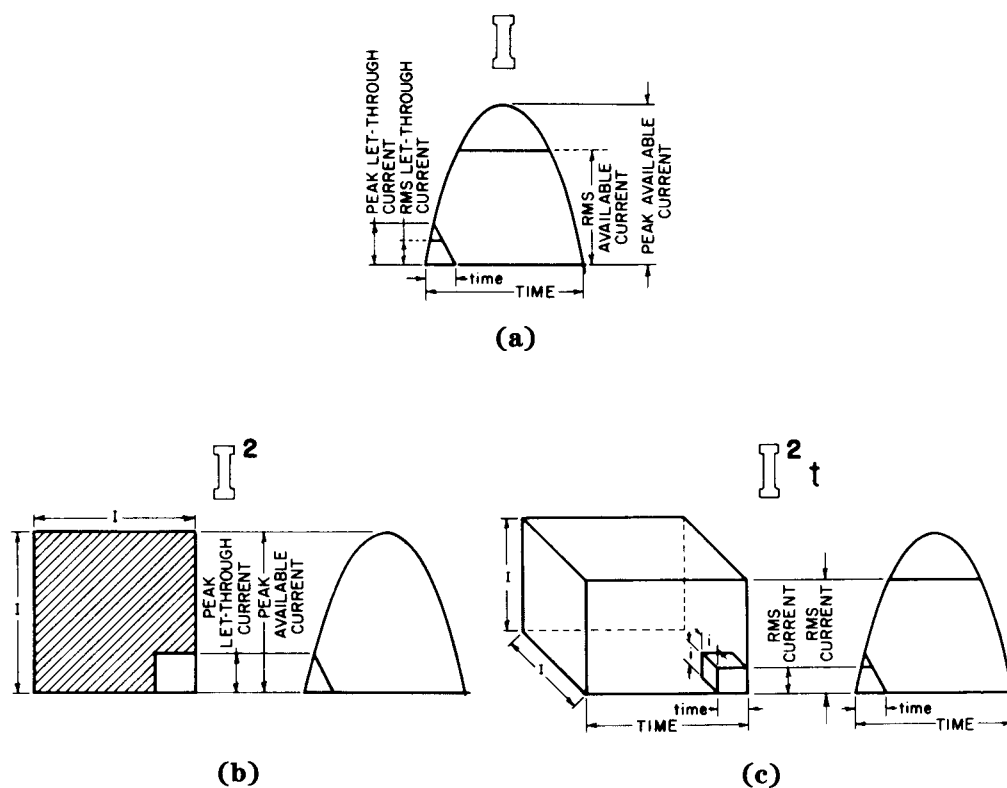 I
PEAK LET-THROUGH
CURRENT
RMS LET-THROUGH
CURRENT
RMS
AVAILABLE
CURRENT
PEAK AVAILABLE
CURRENT
time
TIME
(a)
I²
I
I
PEAK
LET-THROUGH
CURRENT
PEAK
AVAILABLE
CURRENT
(b)
I² t
I
I
i
i
time
TIME
RMS
CURRENT
RMS
CURRENT
time
TIME
(c)